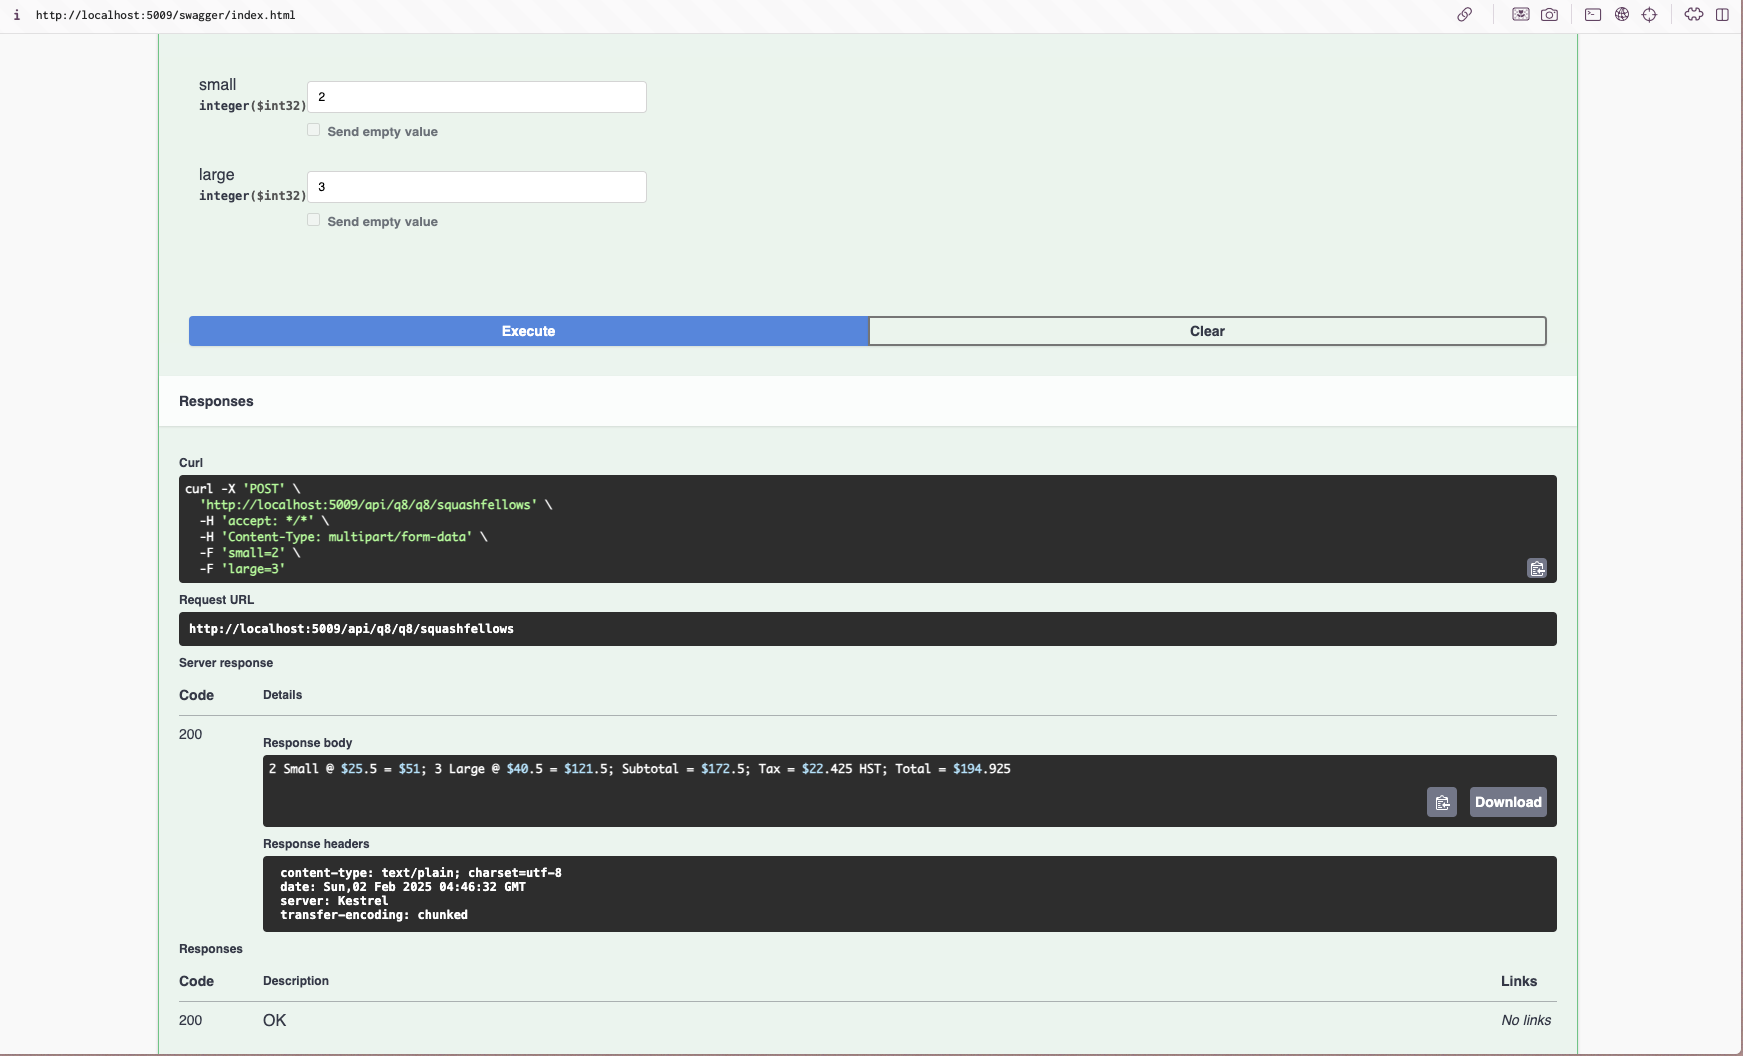 i http://localhost:5009/swagger/index.html
small
integer($int32)
2
Send empty value
large
integer($int32)
3
Send empty value
Execute
Clear
Responses
Curl
curl -X 'POST' \
'http://localhost:5009/api/q8/q8/squashfellows' \
-H 'accept: */*' \
-H 'Content-Type: multipart/form-data' \
-F 'small=2' \
-F 'large=3'
Request URL
http://localhost:5009/api/q8/q8/squashfellows
Server response
Code Details
200
Response body
2 Small @ $25.5 = $51; 3 Large @ $40.5 = $121.5; Subtotal = $172.5; Tax = $22.425 HST; Total = $194.925
Download
Response headers
content-type: text/plain; charset=utf-8
date: Sun,02 Feb 2025 04:46:32 GMT
server: Kestrel
transfer-encoding: chunked
Responses
Code Description Links
200 OK No links